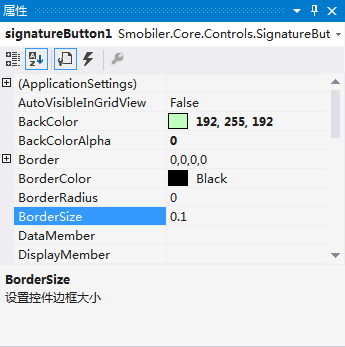 属性
signatureButton1 Smobiler.Core.Controls.SignatureBut
(ApplicationSettings)
AutoVisibleInGridView False
BackColor 192, 255, 192
BackColorAlpha 0
Border 0,0,0,0
BorderColor Black
BorderRadius 0
BorderSize 0.1
DataMember
DisplayMember
BorderSize
设置控件边框大小